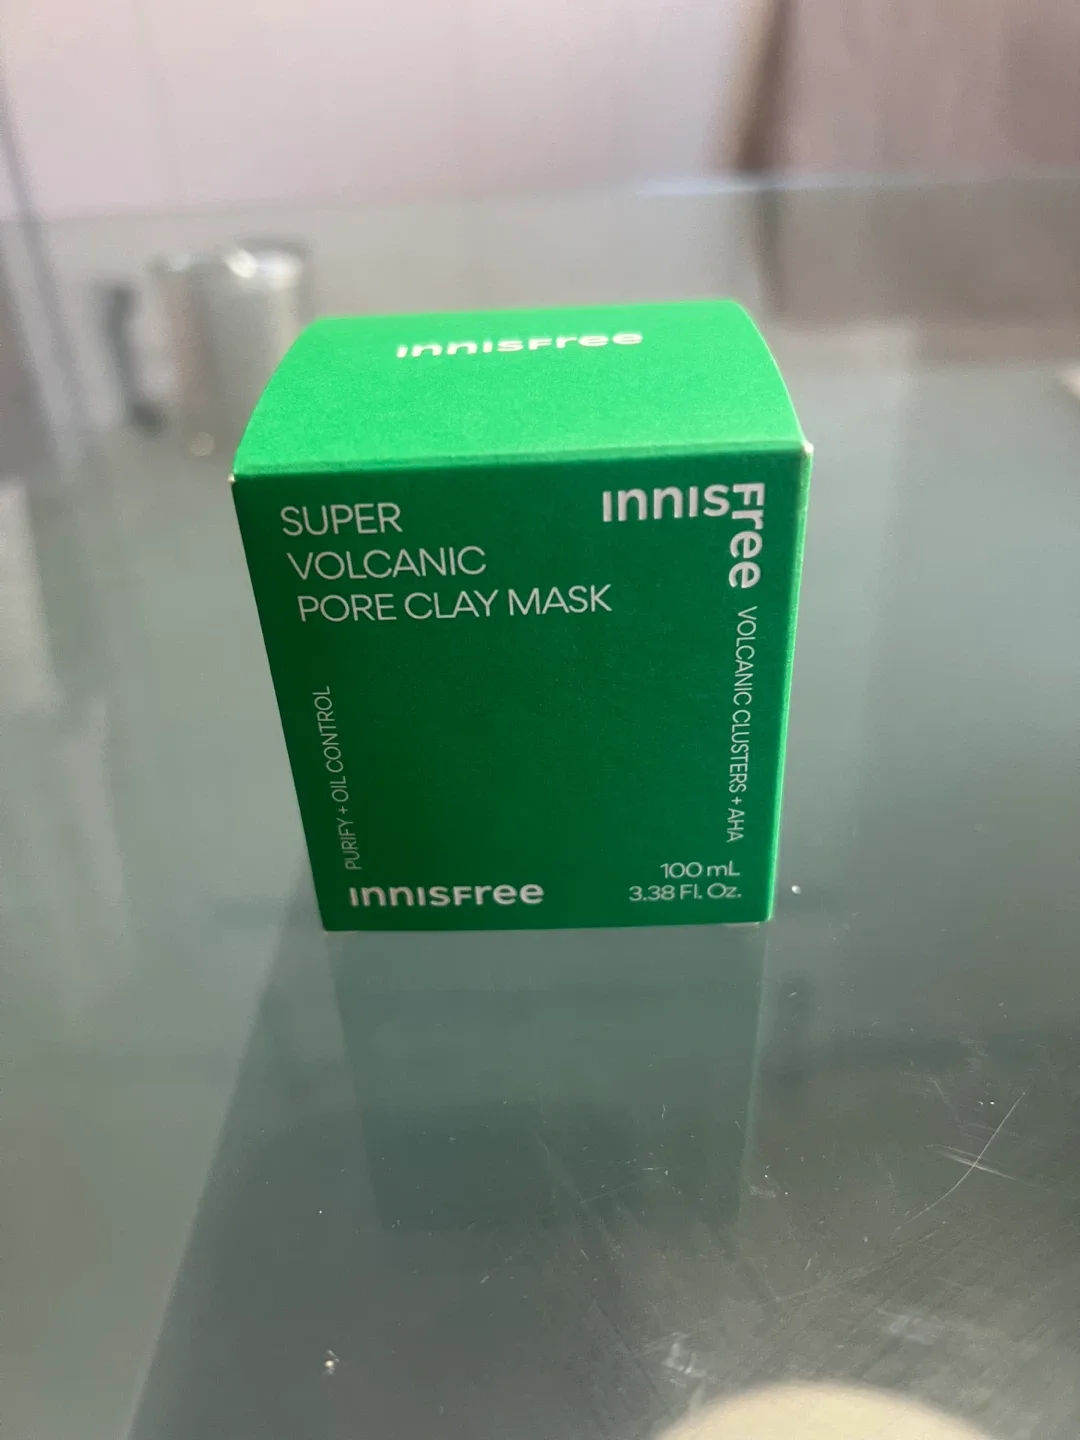 innisfree
SUPER
VOLCANIC
PORE CLAY MASK
innisfree
VOLCANIC CLUSTERS + AHA
PURIFY + OIL CONTROL
innisfree
100 mL
3.38 Fl. Oz.